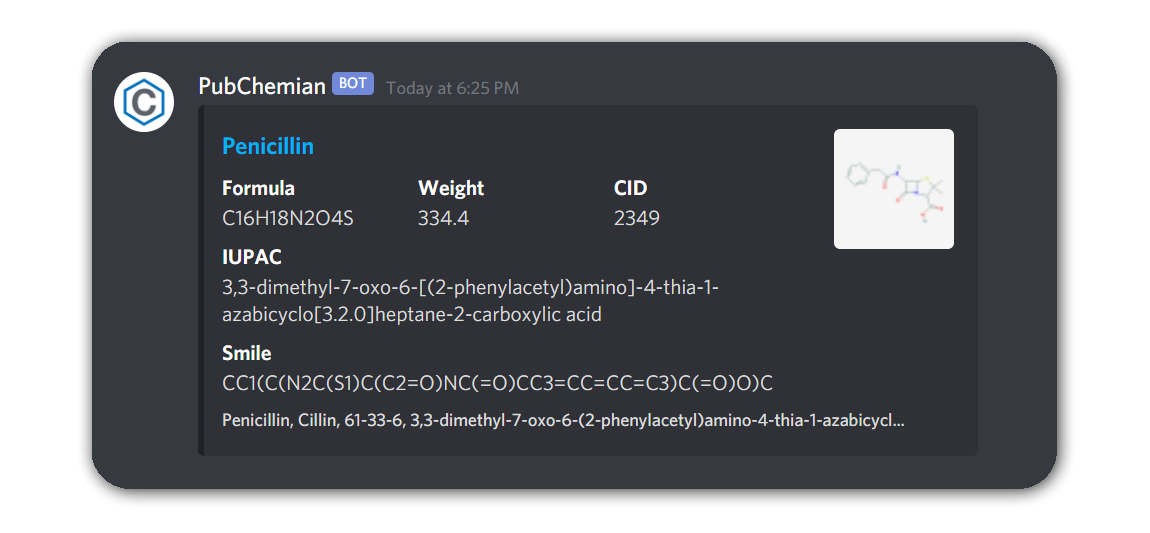 PubChemian BOT Today at 6:25 PM
Penicillin
Formula Weight CID
C16H18N2O4S 334.4 2349
IUPAC
3,3-dimethyl-7-oxo-6-[(2-phenylacetyl)amino]-4-thia-1-
azabicyclo[3.2.0]heptane-2-carboxylic acid
Smile
CC1(C(N2C(S1)C(C2=O)NC(=O)CC3=CC=CC=C3)C(=O)O)C
Penicillin, Cillin, 61-33-6, 3,3-dimethyl-7-oxo-6-(2-phenylacetyl)amino-4-thia-1-azabicycl...